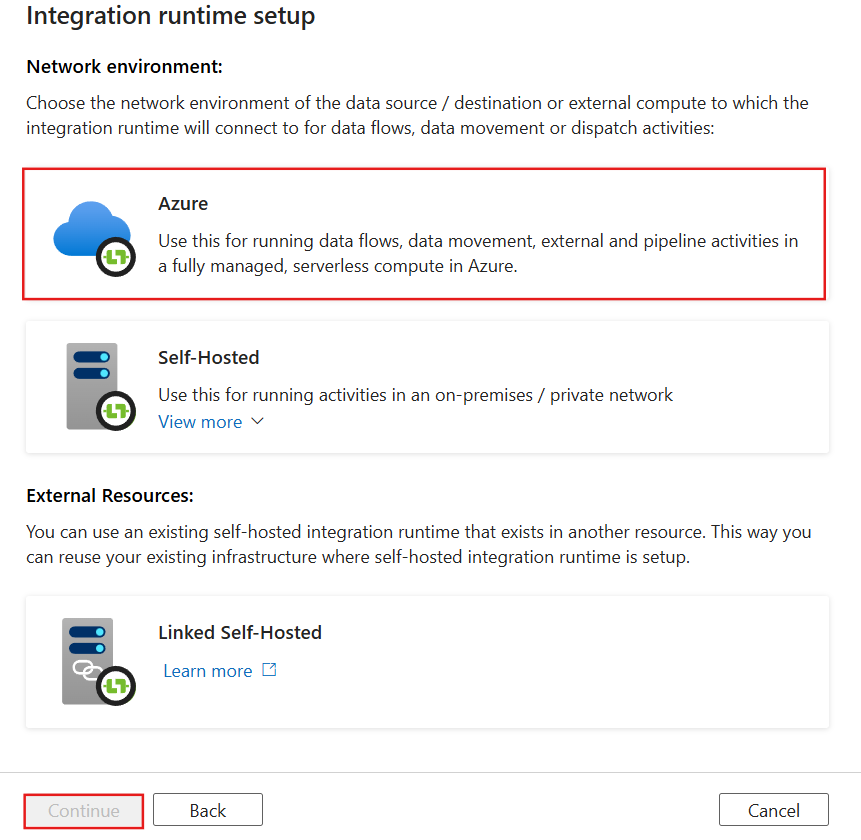 Integration runtime setup
Network environment:
Choose the network environment of the data source / destination or external compute to which the
integration runtime will connect to for data flows, data movement or dispatch activities:
Azure
Use this for running data flows, data movement, external and pipeline activities in
a fully managed, serverless compute in Azure.
Self-Hosted
Use this for running activities in an on-premises / private network
View more
External Resources:
You can use an existing self-hosted integration runtime that exists in another resource. This way you
can reuse your existing infrastructure where self-hosted integration runtime is setup.
Linked Self-Hosted
Learn more
Continue
Back
Cancel